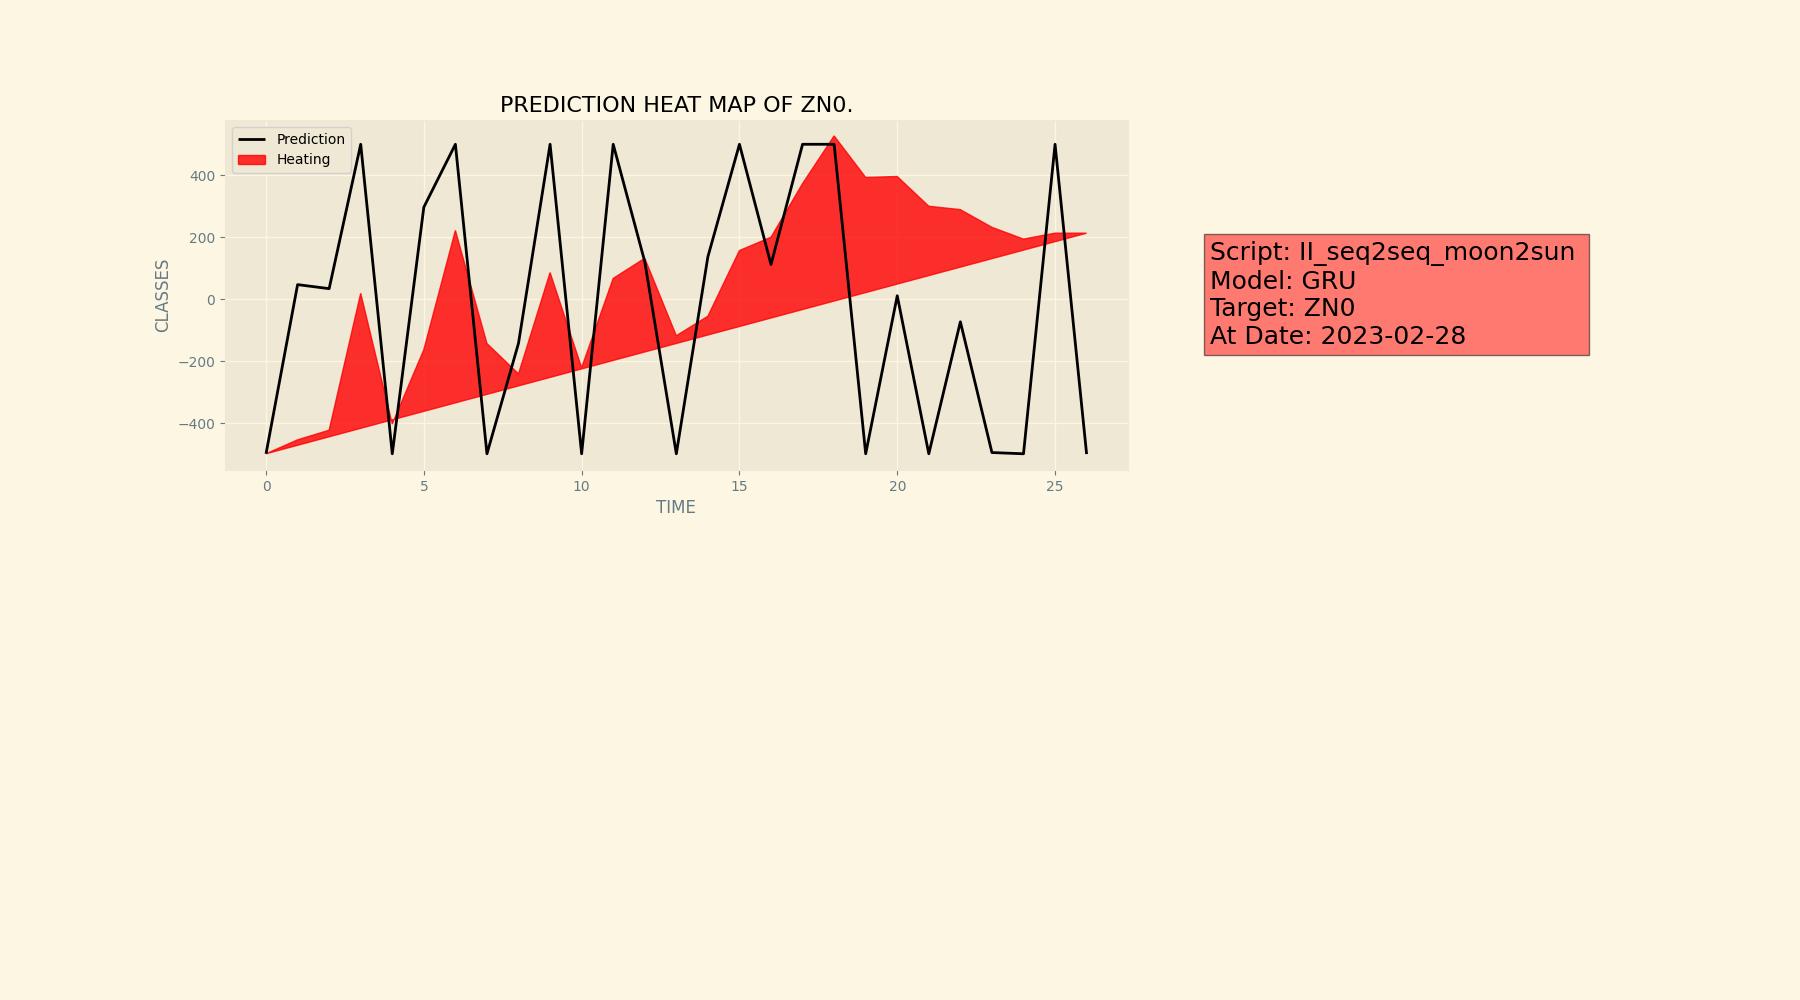 PREDICTION HEAT MAP OF ZN0.
Prediction
Heating
400
200
0
−200
−400
CLASSES
0 5 10 15 20 25
TIME
Script: II_seq2seq_moon2sun
Model: GRU
Target: ZN0
At Date: 2023-02-28